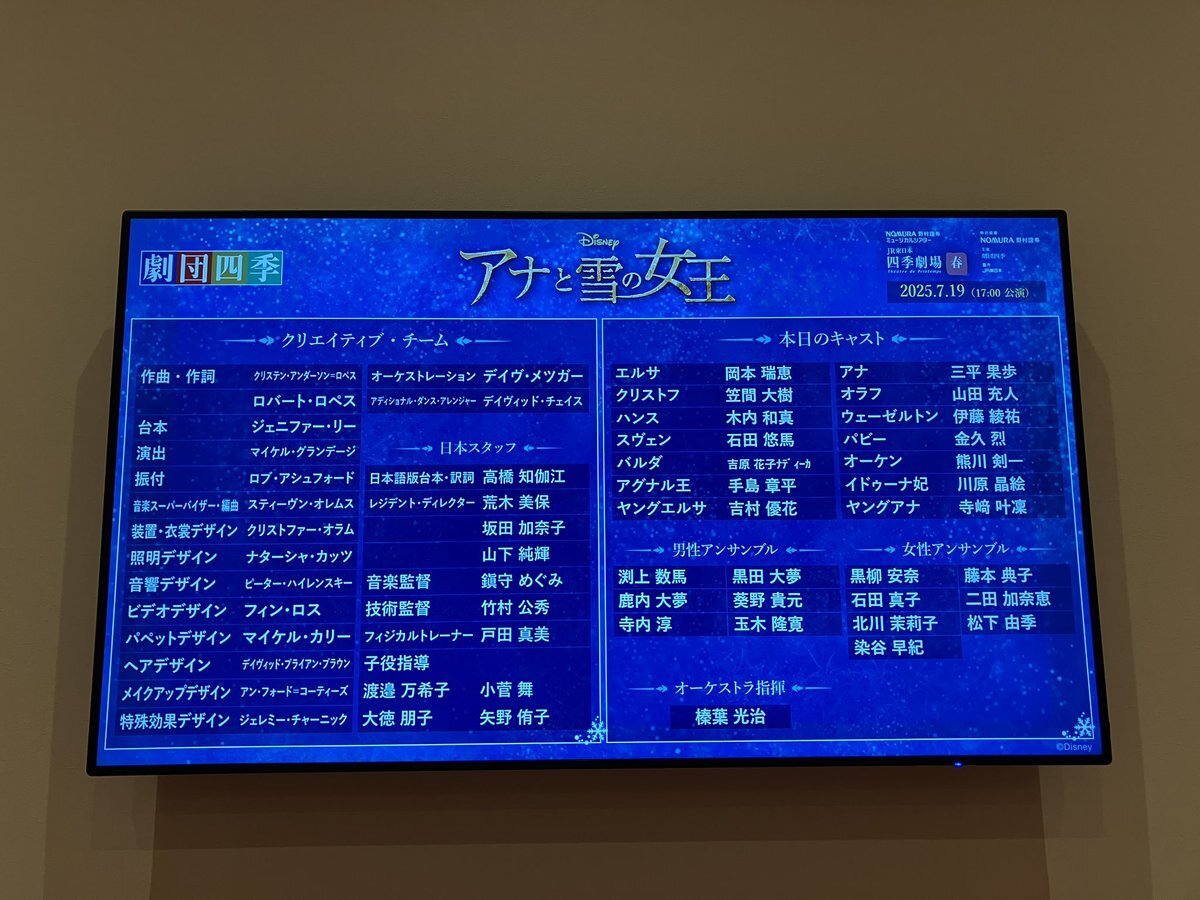 劇団四季
Disney
アナと雪の女王
NOMURA 野村證券
ミュージカルシアター
JR東日本
四季劇場 春
Théâtre de Printemps
特別協賛
NOMURA 野村證券
主催
劇団四季
協力
JR東日本
2025.7.19 (17:00 公演)
クリエイティブ・チーム
作曲・作詞 クリステン・アンダーソン=ロペス
ロバート・ロペス
台本 ジェニファー・リー
演出 マイケル・グランデージ
振付 ロブ・アシュフォード
音楽スーパーバイザー・編曲 スティーヴン・オレムス
装置・衣裳デザイン クリストファー・オラム
照明デザイン ナターシャ・カッツ
音響デザイン ピーター・ハイレンスキー
ビデオデザイン フィン・ロス
パペットデザイン マイケル・カリー
ヘアデザイン デイヴィッド・ブライアン・ブラウン
メイクアップデザイン アン・フォード=コーティーズ
特殊効果デザイン ジェレミー・チャーニック
オーケストレーション デイヴ・メツガー
アディショナル・ダンス・アレンジャー デイヴィッド・チェイス
日本スタッフ
日本語版台本・訳詞 高橋 知伽江
レジデント・ディレクター 荒木 美保
坂田 加奈子
山下 純輝
音楽監督 鎭守 めぐみ
技術監督 竹村 公秀
フィジカルトレーナー 戸田 真美
子役指導
渡邉 万希子 小菅 舞
大徳 朋子 矢野 侑子
本日のキャスト
エルサ 岡本 瑞恵 アナ 三平 果歩
クリストフ 笠間 大樹 オラフ 山田 充人
ハンス 木内 和真 ウェーゼルトン 伊藤 綾祐
スヴェン 石田 悠馬 パビー 金久 烈
バルダ 吉原 花子ナディーカ オーケン 熊川 剣一
アグナル王 手島 章平 イドゥーナ妃 川原 晶絵
ヤングエルサ 吉村 優花 ヤングアナ 寺﨑 叶凜
男性アンサンブル 女性アンサンブル
渕上 数馬 黒田 大夢 黒柳 安奈 藤本 典子
鹿内 大夢 葵野 貴元 石田 真子 二田 加奈恵
寺内 淳 玉木 隆寛 北川 茉莉子 松下 由季
染谷 早紀
オーケストラ指揮
榛葉 光治
©Disney